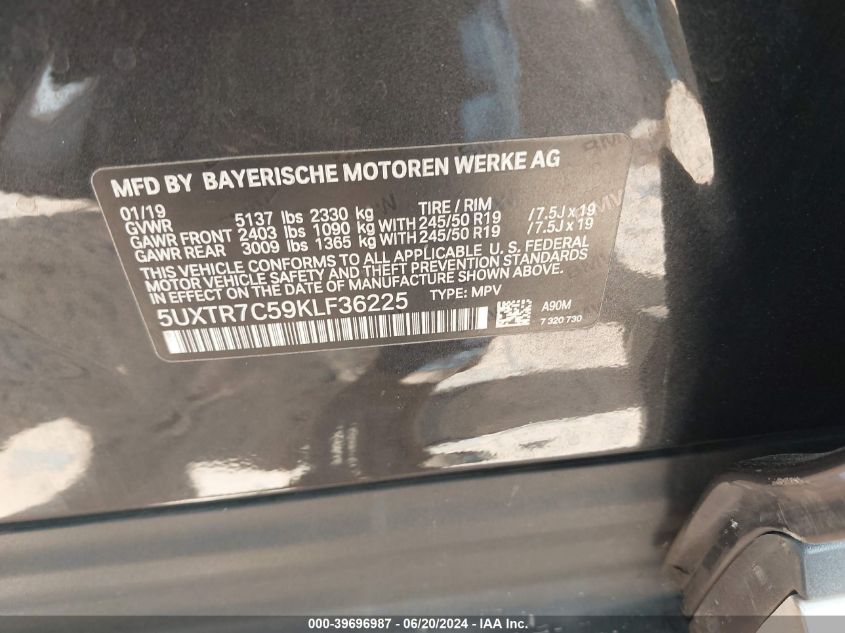 MFD BY BAYERISCHE MOTOREN WERKE AG
01/19 TIRE / RIM
GVWR 5137 lbs 2330 kg
GAWR FRONT 2403 lbs 1090 kg WITH 245/50 R19 /7.5J x 19
GAWR REAR 3009 lbs 1365 kg WITH 245/50 R19 /7.5J x 19
THIS VEHICLE CONFORMS TO ALL APPLICABLE U. S. FEDERAL
MOTOR VEHICLE SAFETY AND THEFT PREVENTION STANDARDS
IN EFFECT ON THE DATE OF MANUFACTURE SHOWN ABOVE.
5UXTR7C59KLF36225 TYPE: MPV
A90M
7 320 730
000-39696987 / 06/20/2024 - IAA Inc.